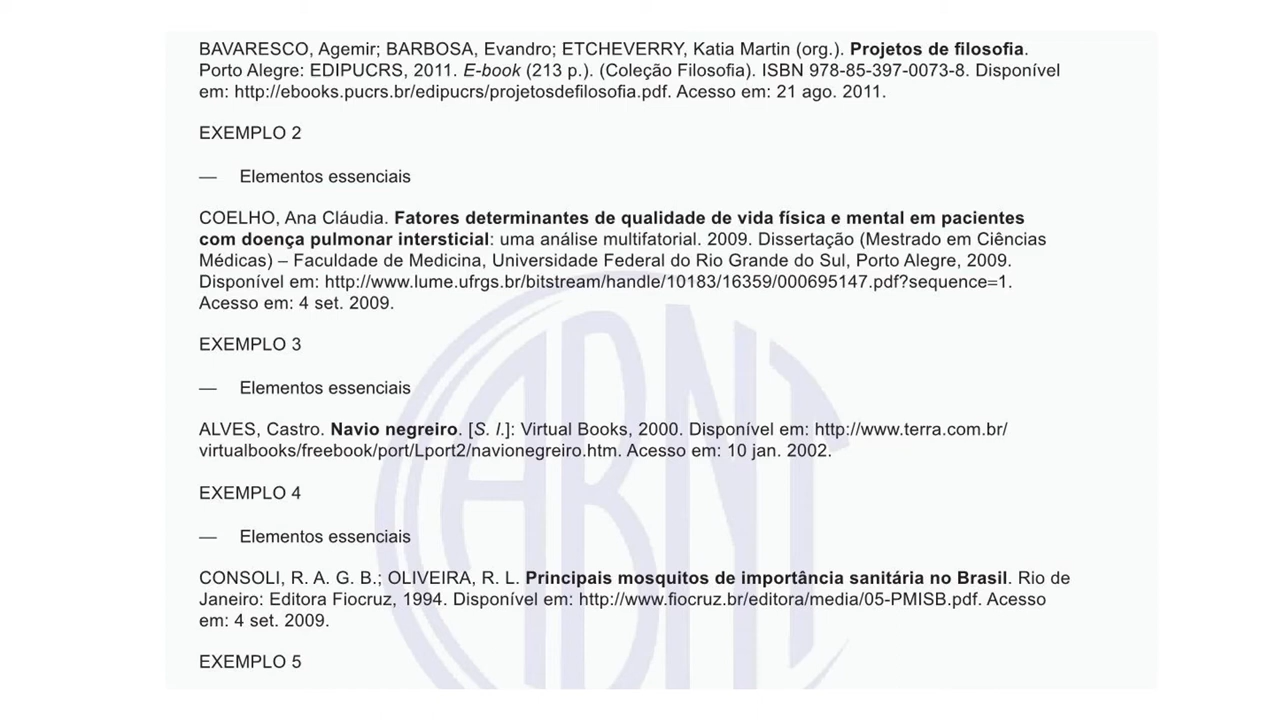 BAVARESCO, Agemir; BARBOSA, Evandro; ETCHEVERRY, Katia Martin (org.). Projetos de filosofia.
Porto Alegre: EDIPUCRS, 2011. E-book (213 p.). (Coleção Filosofia). ISBN 978-85-397-0073-8. Disponível
em: http://ebooks.pucrs.br/edipucrs/projetosdefilosofia.pdf. Acesso em: 21 ago. 2011.
EXEMPLO 2
— Elementos essenciais
COELHO, Ana Cláudia. Fatores determinantes de qualidade de vida física e mental em pacientes
com doença pulmonar intersticial: uma análise multifatorial. 2009. Dissertação (Mestrado em Ciências
Médicas) – Faculdade de Medicina, Universidade Federal do Rio Grande do Sul, Porto Alegre, 2009.
Disponível em: http://www.lume.ufrgs.br/bitstream/handle/10183/16359/000695147.pdf?sequence=1.
Acesso em: 4 set. 2009.
EXEMPLO 3
— Elementos essenciais
ALVES, Castro. Navio negreiro. [S. l.]: Virtual Books, 2000. Disponível em: http://www.terra.com.br/
virtualbooks/freebook/port/Lport2/navionegreiro.htm. Acesso em: 10 jan. 2002.
EXEMPLO 4
— Elementos essenciais
CONSOLI, R. A. G. B.; OLIVEIRA, R. L. Principais mosquitos de importância sanitária no Brasil. Rio de
Janeiro: Editora Fiocruz, 1994. Disponível em: http://www.fiocruz.br/editora/media/05-PMISB.pdf. Acesso
em: 4 set. 2009.
EXEMPLO 5
ABNT